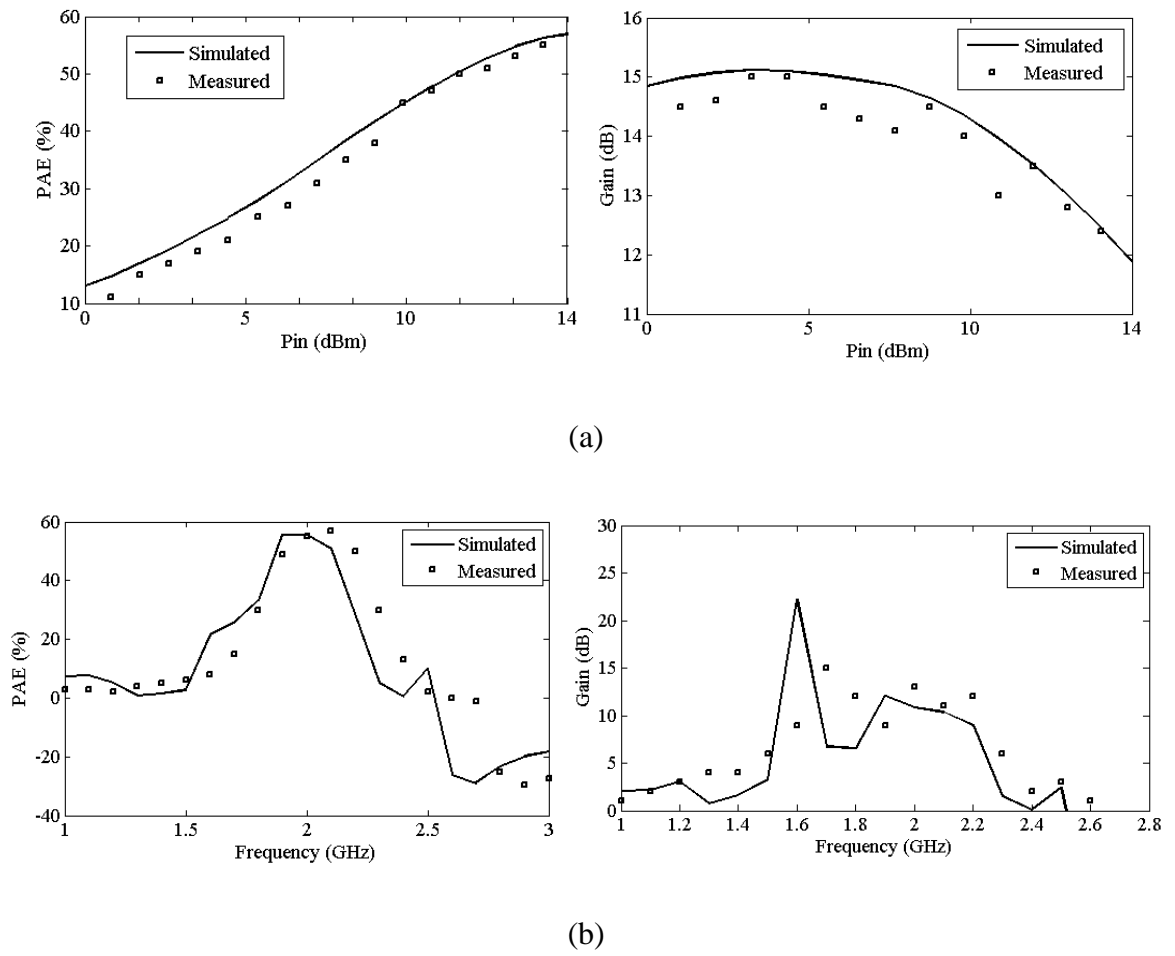 60
50
40
30
20
10
PAE (%)
Simulated
Measured
0
5
10
14
Pin (dBm)
16
15
14
13
12
11
Gain (dB)
Simulated
Measured
0
5
10
14
Pin (dBm)
(a)
60
40
20
0
-20
-40
PAE (%)
Simulated
Measured
1
1.5
2
2.5
3
Frequency (GHz)
30
25
20
15
10
5
0
Gain (dB)
Simulated
Measured
1
1.2
1.4
1.6
1.8
2
2.2
2.4
2.6
2.8
Frequency (GHz)
(b)